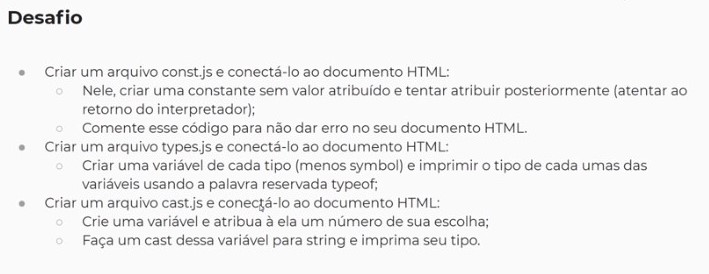 Desafio
Criar um arquivo const.js e conectá-lo ao documento HTML:
Nele, criar uma constante sem valor atribuído e tentar atribuir posteriormente (atentar ao
retorno do interpretador);
Comente esse código para não dar erro no seu documento HTML.
Criar um arquivo types.js e conectá-lo ao documento HTML:
Criar uma variável de cada tipo (menos symbol) e imprimir o tipo de cada umas das
variáveis usando a palavra reservada typeof;
Criar um arquivo cast.js e conectá-lo ao documento HTML:
Crie uma variável e atribua à ela um número de sua escolha;
Faça um cast dessa variável para string e imprima seu tipo.